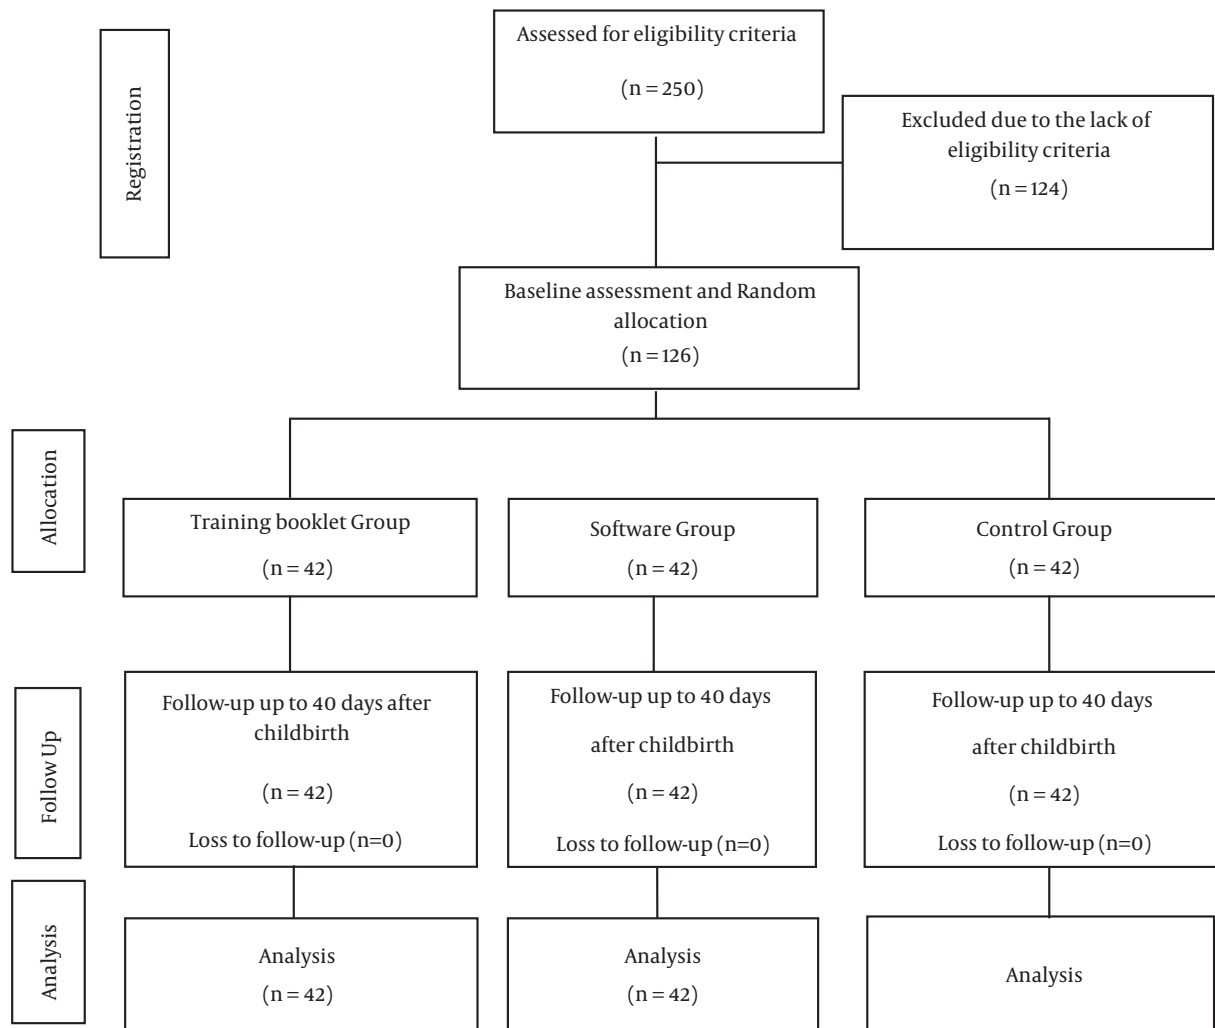 Registration
Assessed for eligibility criteria
(n = 250)
Excluded due to the lack of
eligibility criteria
(n = 124)
Baseline assessment and Random
allocation
(n = 126)
Allocation
Training booklet Group
(n = 42)
Software Group
(n = 42)
Control Group
(n = 42)
Follow Up
Follow-up up to 40 days after
childbirth
(n = 42)
Loss to follow-up (n=0)
Follow-up up to 40 days
after childbirth
(n = 42)
Loss to follow-up (n=0)
Follow-up up to 40 days
after childbirth
(n = 42)
Loss to follow-up (n=0)
Analysis
Analysis
(n = 42)
Analysis
(n = 42)
Analysis